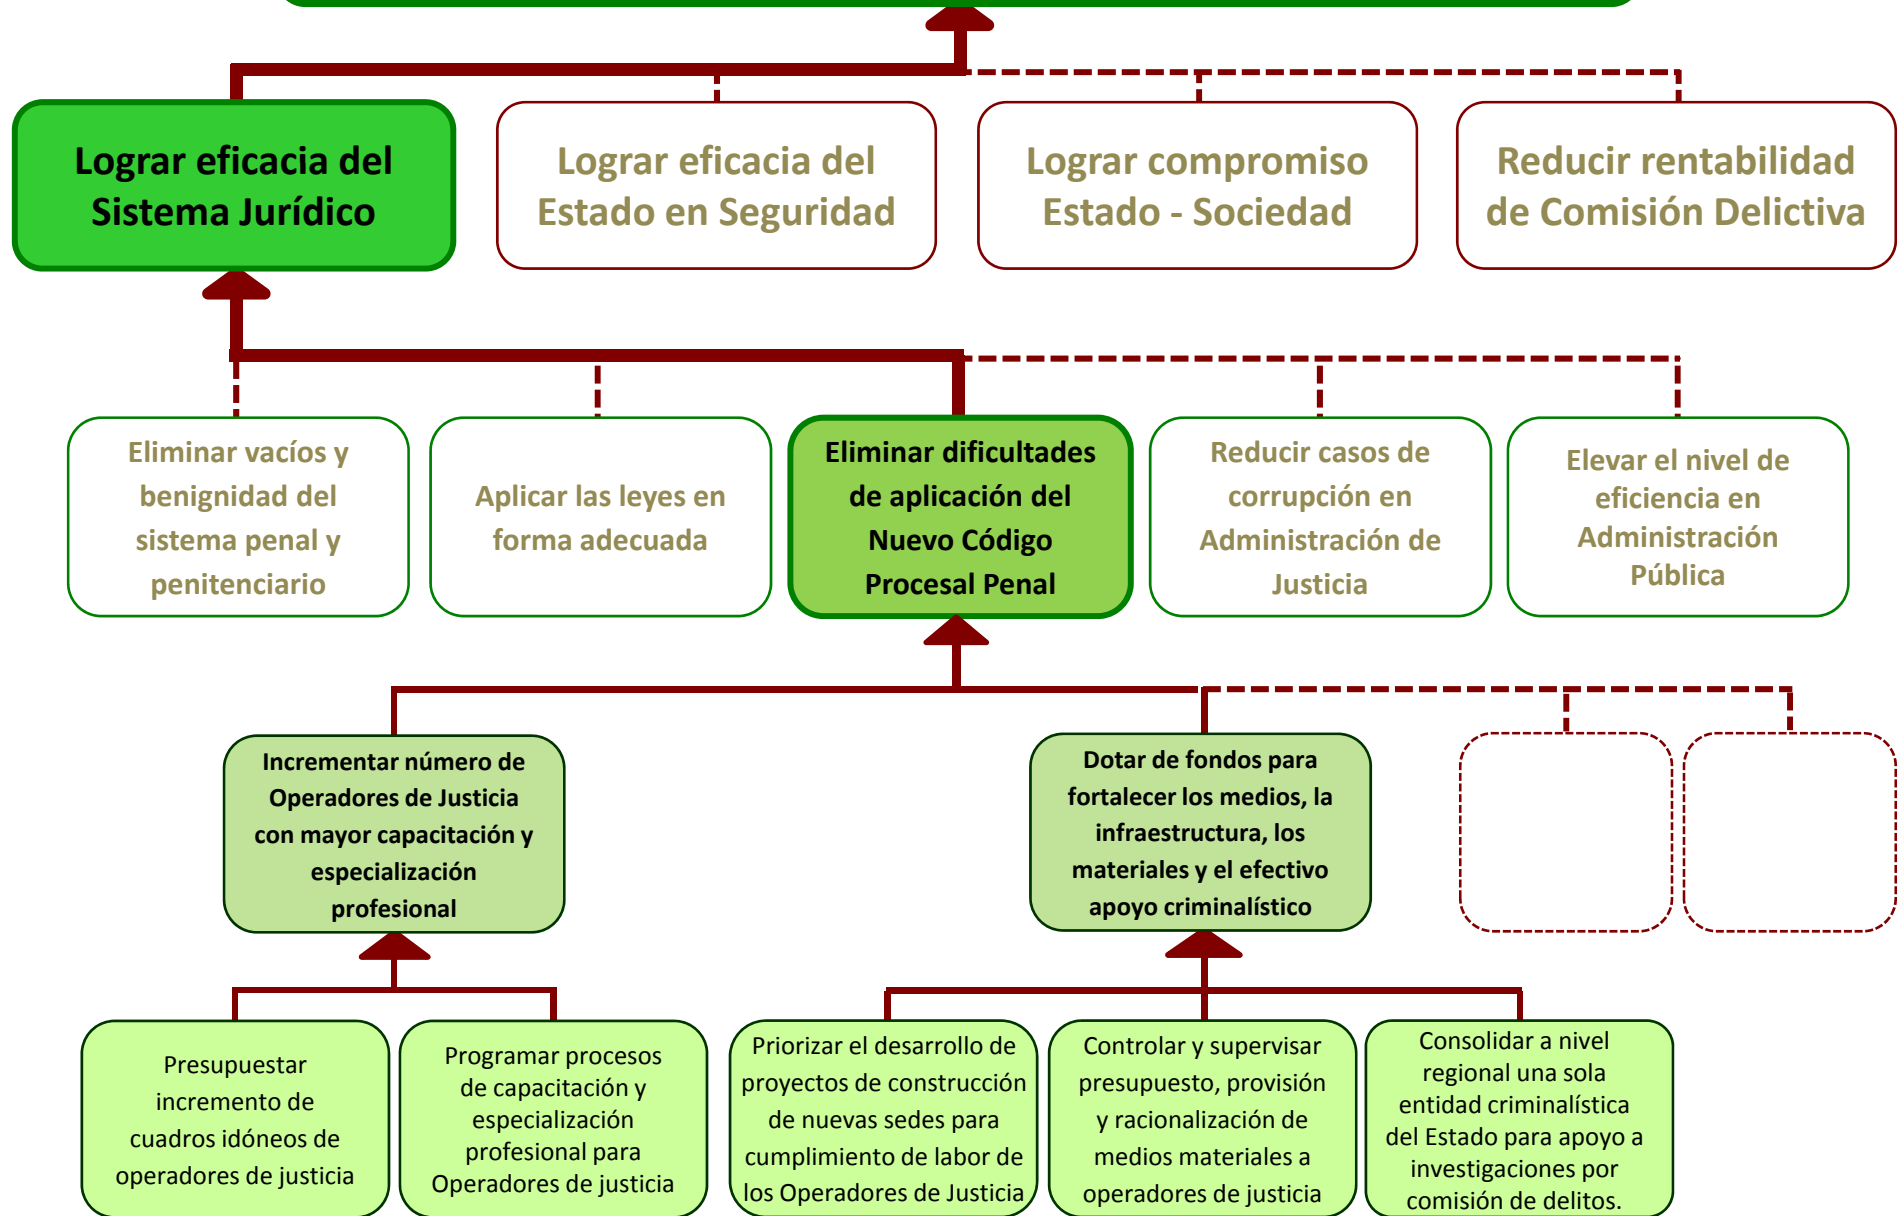 Lograr eficacia del
Sistema Jurídico
Lograr eficacia del
Estado en Seguridad
Lograr compromiso
Estado - Sociedad
Reducir rentabilidad
de Comisión Delictiva
Eliminar vacíos y
benignidad del
sistema penal y
penitenciario
Aplicar las leyes en
forma adecuada
Eliminar dificultades
de aplicación del
Nuevo Código
Procesal Penal
Reducir casos de
corrupción en
Administración de
Justicia
Elevar el nivel de
eficiencia en
Administración
Pública
Incrementar número de
Operadores de Justicia
con mayor capacitación y
especialización
profesional
Dotar de fondos para
fortalecer los medios, la
infraestructura, los
materiales y el efectivo
apoyo criminalístico
Presupuestar
incremento de
cuadros idóneos de
operadores de justicia
Programar procesos
de capacitación y
especialización
profesional para
Operadores de justicia
Priorizar el desarrollo de
proyectos de construcción
de nuevas sedes para
cumplimiento de labor de
los Operadores de Justicia
Controlar y supervisar
presupuesto, provisión
y racionalización de
medios materiales a
operadores de justicia
Consolidar a nivel
regional una sola
entidad criminalística
del Estado para apoyo a
investigaciones por
comisión de delitos.